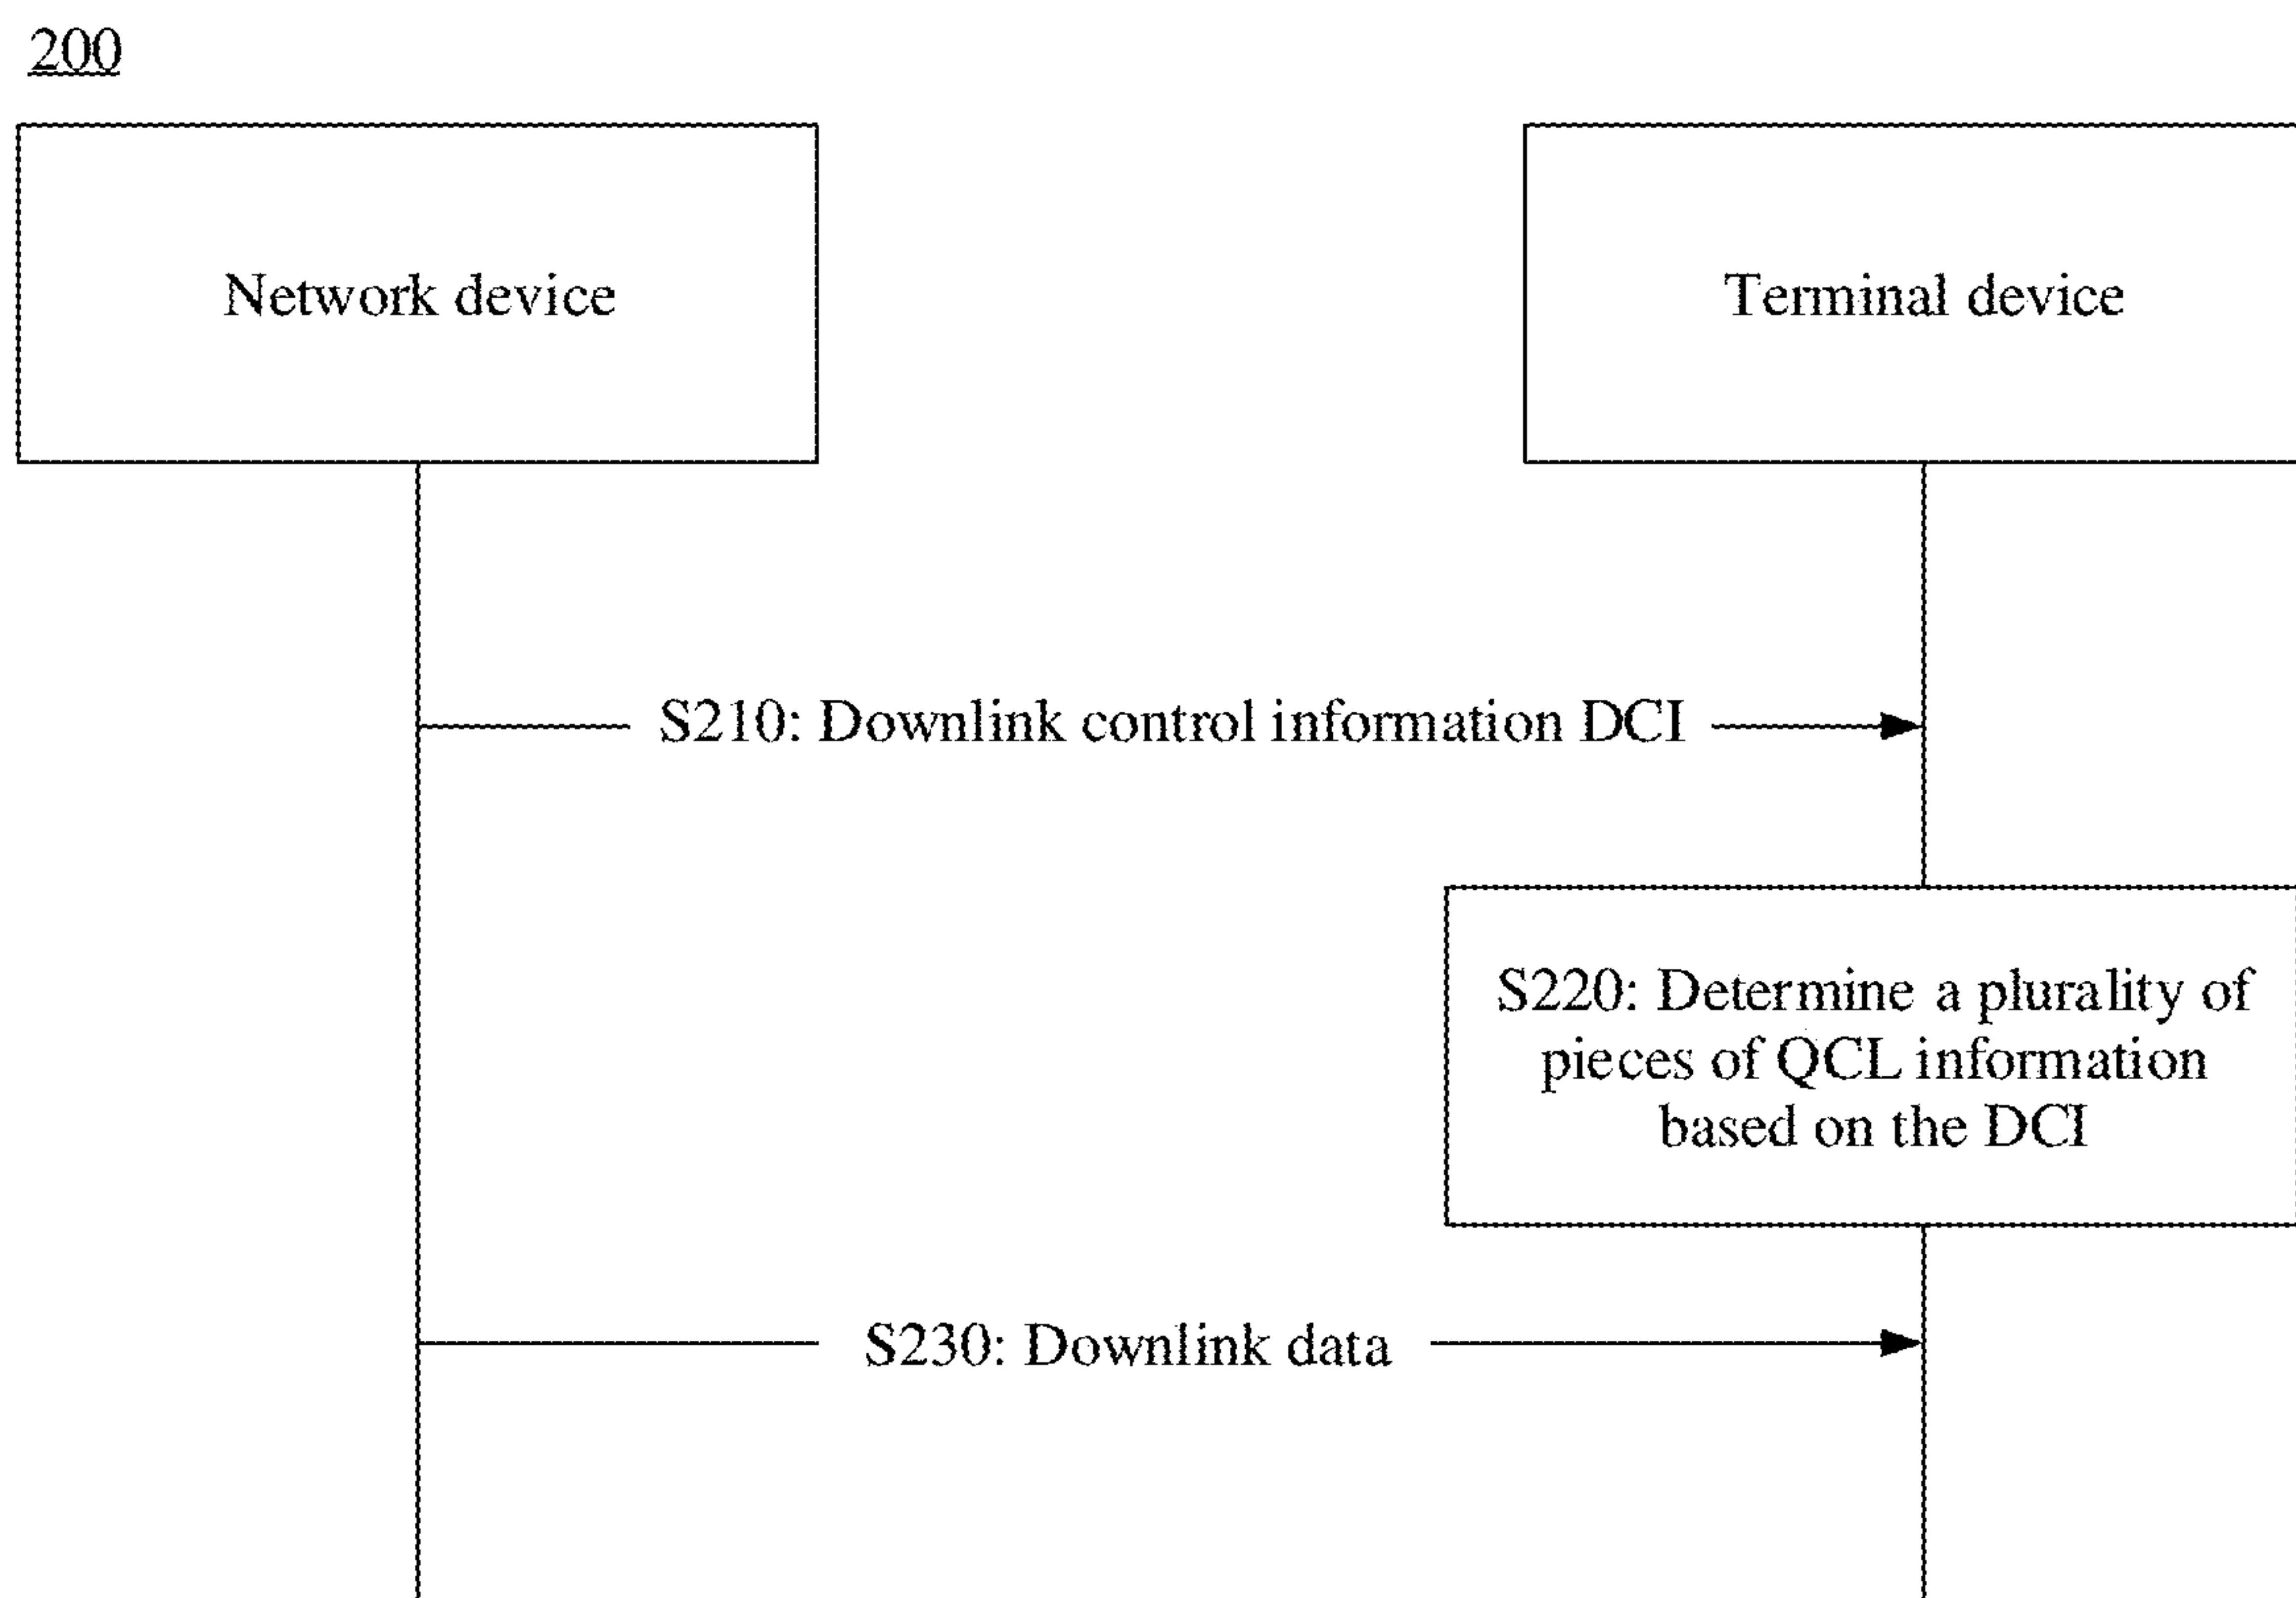 200
Network device
Terminal device
S210: Downlink control information DCI
S220: Determine a plurality of
pieces of QCL information
based on the DCI
S230: Downlink data